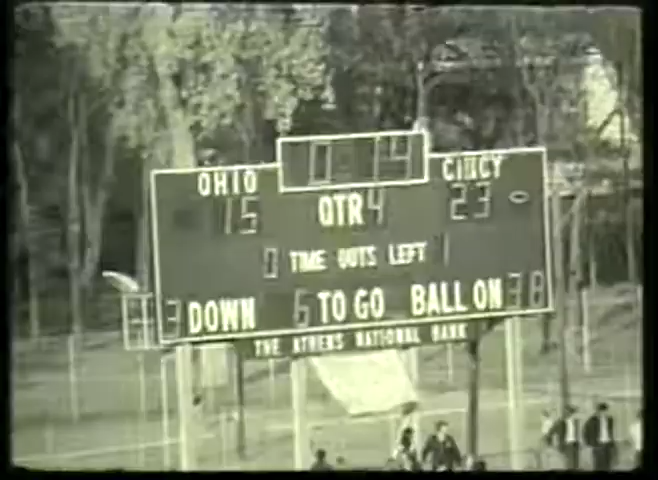 0:14
OHIO CINCY
15 QTR 4 23
0 TIME OUTS LEFT 1
3 DOWN 6 TO GO BALL ON 38
THE ATHENS NATIONAL BANK